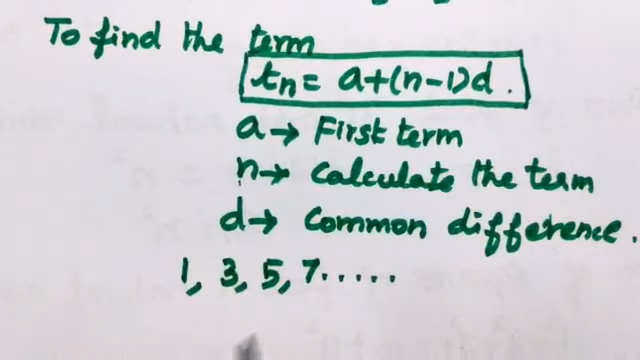 To find the term
tn = a+(n-1)d .
a → First term
n → Calculate the term
d → Common difference.
1, 3, 5, 7.....